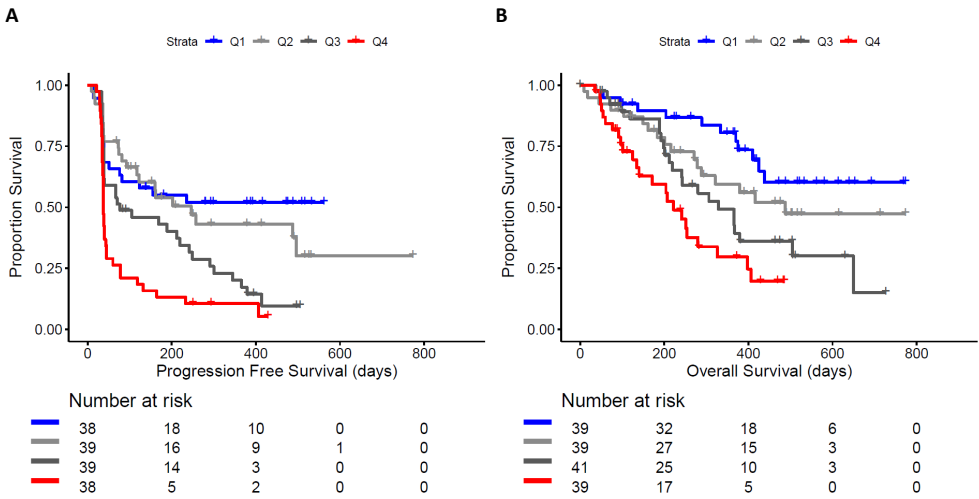 A
Strata Q1 Q2 Q3 Q4
Proportion Survival
1.00
0.75
0.50
0.25
0.00
0 200 400 600 800
Progression Free Survival (days)
Number at risk
38 18 10 0 0
39 16 9 1 0
39 14 3 0 0
38 5 2 0 0
B
Strata Q1 Q2 Q3 Q4
Proportion Survival
1.00
0.75
0.50
0.25
0.00
0 200 400 600 800
Overall Survival (days)
Number at risk
39 32 18 6 0
39 27 15 3 0
41 25 10 3 0
39 17 5 0 0